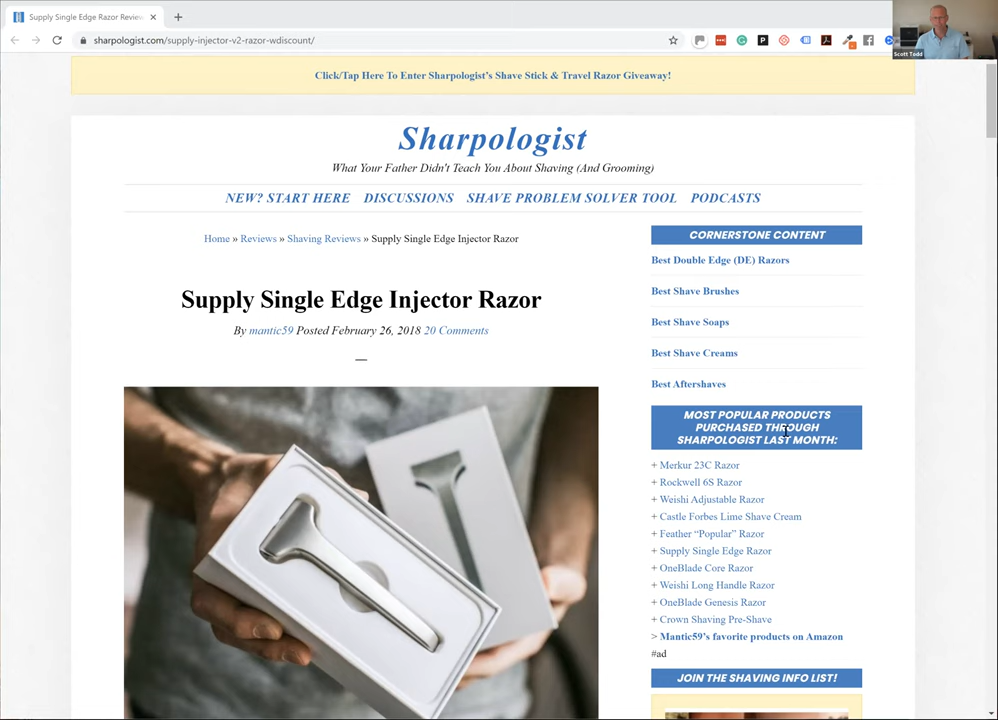 Supply Single Edge Razor Review
sharpologist.com/supply-injector-v2-razor-wdiscount/
Scott Todd
Click/Tap Here To Enter Sharpologist's Shave Stick & Travel Razor Giveaway!
Sharpologist
What Your Father Didn't Teach You About Shaving (And Grooming)
NEW? START HERE DISCUSSIONS SHAVE PROBLEM SOLVER TOOL PODCASTS
Home » Reviews » Shaving Reviews » Supply Single Edge Injector Razor
Supply Single Edge Injector Razor
By mantic59 Posted February 26, 2018 20 Comments
CORNERSTONE CONTENT
Best Double Edge (DE) Razors
Best Shave Brushes
Best Shave Soaps
Best Shave Creams
Best Aftershaves
MOST POPULAR PRODUCTS
PURCHASED THROUGH
SHARPOLOGIST LAST MONTH:
+ Merkur 23C Razor
+ Rockwell 6S Razor
+ Weishi Adjustable Razor
+ Castle Forbes Lime Shave Cream
+ Feather “Popular” Razor
+ Supply Single Edge Razor
+ OneBlade Core Razor
+ Weishi Long Handle Razor
+ OneBlade Genesis Razor
+ Crown Shaving Pre-Shave
> Mantic59's favorite products on Amazon
#ad
JOIN THE SHAVING INFO LIST!